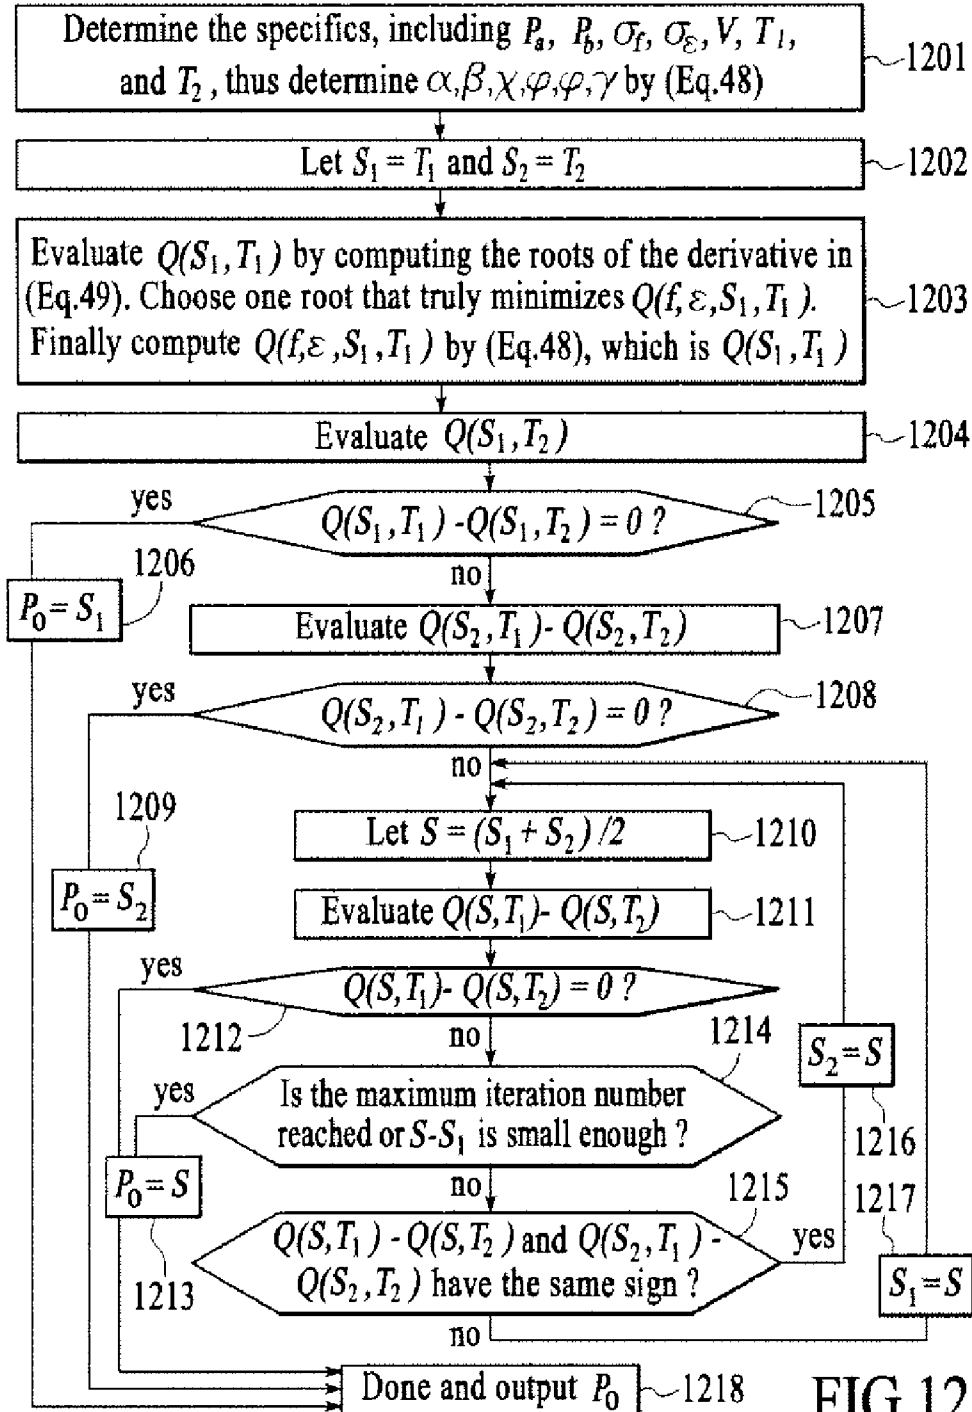 Determine the specifics, including Pa, Pb, σf, σε, V, T1,
and T2, thus determine α,β,χ,φ,φ,γ by (Eq.48)
1201
Let S1 = T1 and S2 = T2
1202
Evaluate Q(S1,T1) by computing the roots of the derivative in
(Eq.49). Choose one root that truly minimizes Q(f,ε,S1,T1).
Finally compute Q(f,ε,S1,T1) by (Eq.48), which is Q(S1,T1)
1203
Evaluate Q(S1,T2)
1204
yes
Q(S1,T1)-Q(S1,T2)=0 ?
1205
1206
no
P0=S1
Evaluate Q(S2,T1)- Q(S2,T2)
1207
yes
Q(S2,T1) - Q(S2,T2)=0 ?
1208
no
1209
Let S=(S1+S2)/2
1210
P0=S2
Evaluate Q(S,T1)- Q(S,T2)
1211
yes
Q(S,T1)- Q(S,T2)=0 ?
1212
no
1214
S2=S
yes
Is the maximum iteration number
reached or S-S1 is small enough ?
1216
P0=S
no
1215
1217
1213
Q(S,T1) -Q(S,T2) and Q(S2,T1) -
Q(S2,T2) have the same sign ?
yes
S1=S
no
Done and output P0
1218
FIG.12